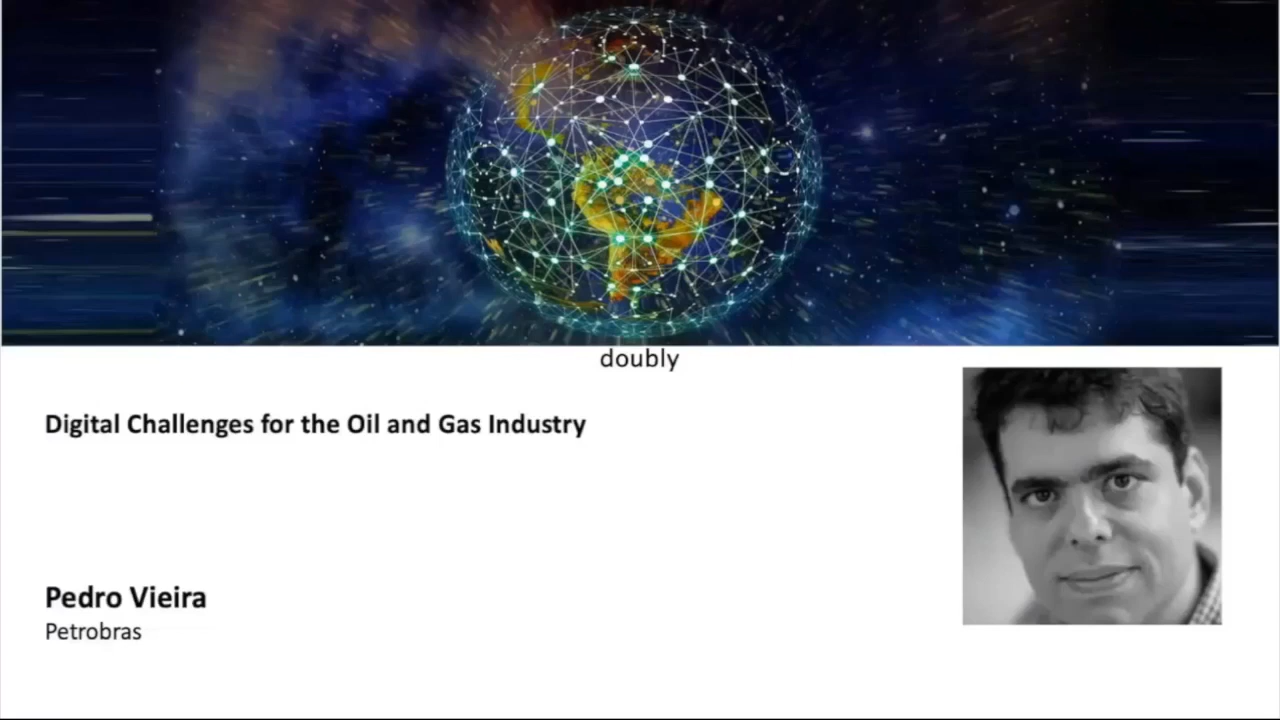 doubly
Digital Challenges for the Oil and Gas Industry
Pedro Vieira
Petrobras